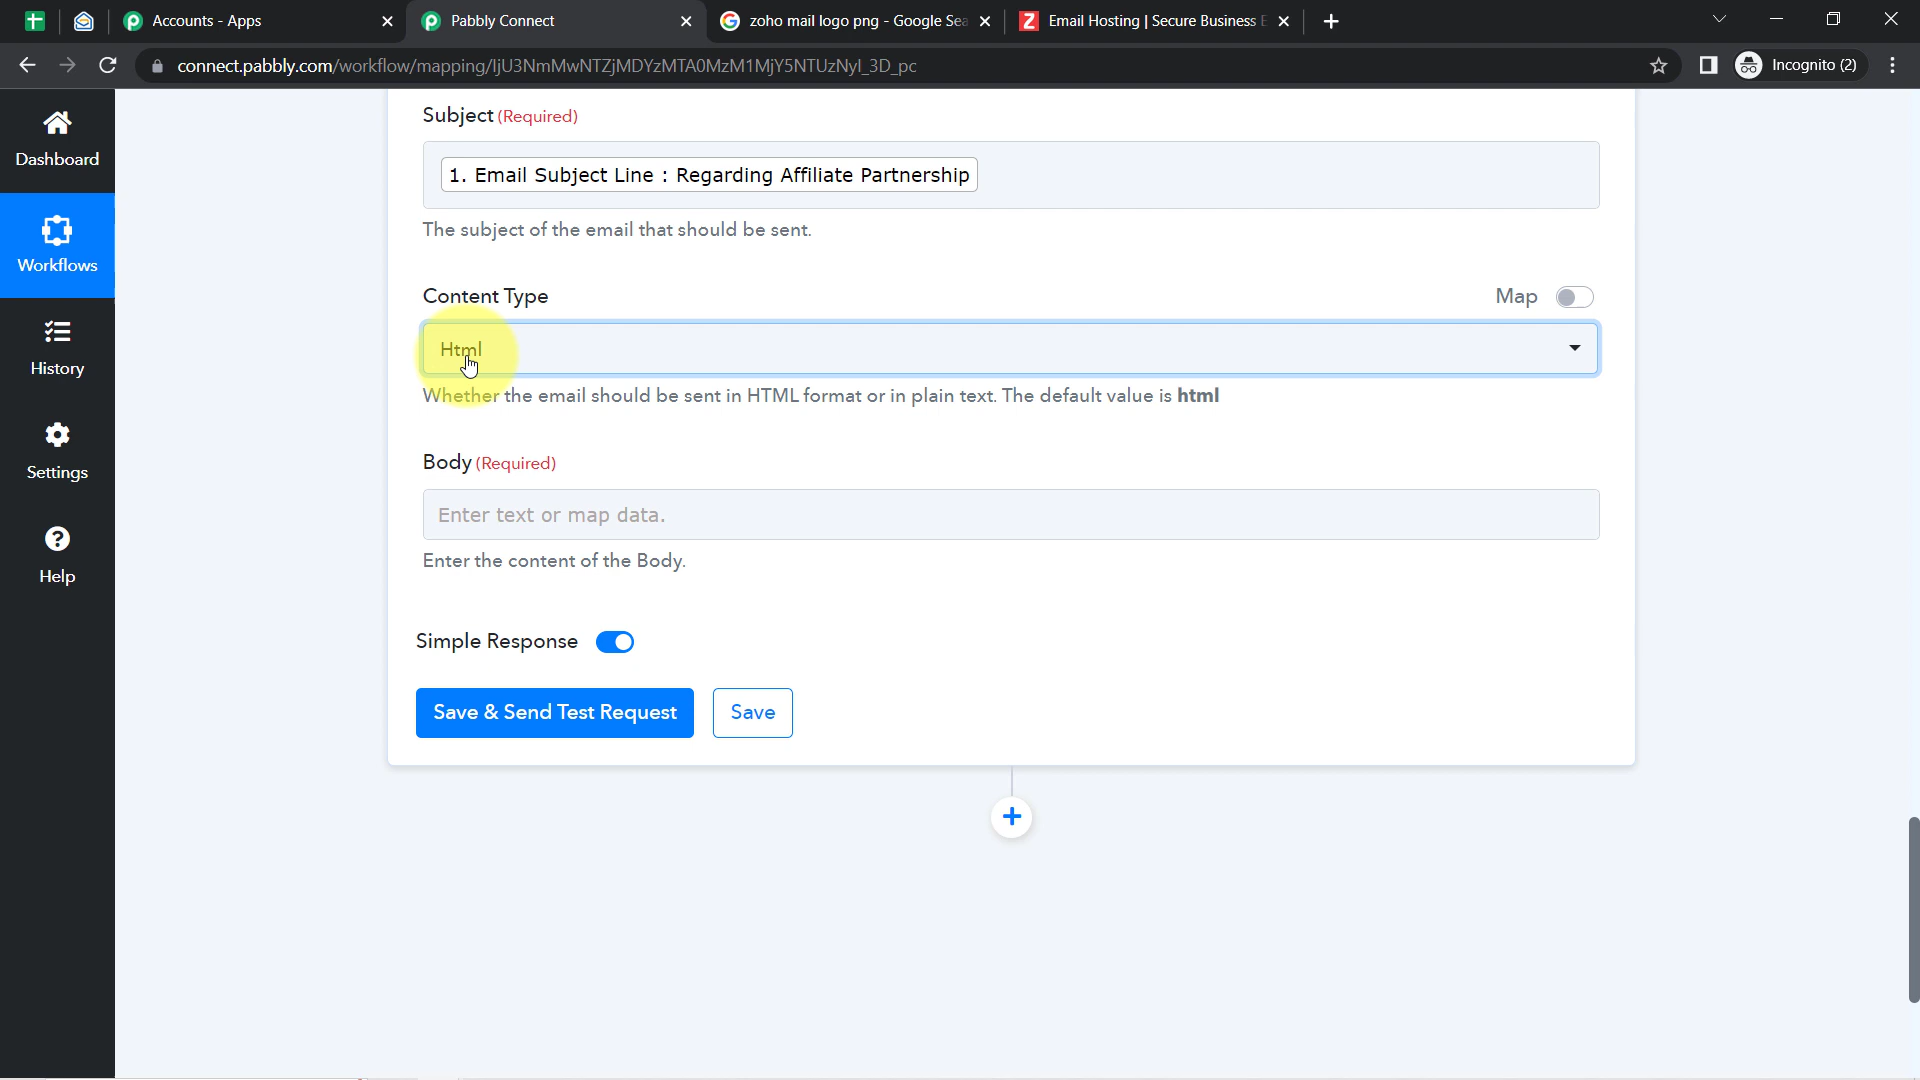 Accounts - Apps
Pabbly Connect
zoho mail logo png - Google Sea
Email Hosting | Secure Business E
connect.pabbly.com/workflow/mapping/IjU3NmMwNTZjMDYzMTA0MzM1MjY5NTUzNyI_3D_pc
Incognito (2)
Dashboard
Workflows
History
Settings
Help
Subject (Required)
1. Email Subject Line : Regarding Affiliate Partnership
The subject of the email that should be sent.
Content Type
Map
Html
Whether the email should be sent in HTML format or in plain text. The default value is html
Body (Required)
Enter text or map data.
Enter the content of the Body.
Simple Response
Save & Send Test Request
Save